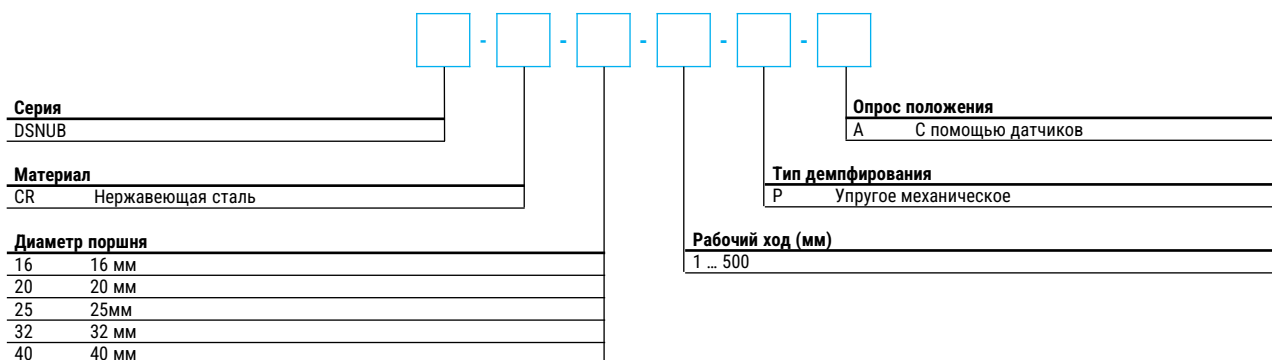 - - - - -
Серия
DSNUB
Материал
CR Нержавеющая сталь
Диаметр поршня
16 16 мм
20 20 мм
25 25мм
32 32 мм
40 40 мм
Рабочий ход (мм)
1 ... 500
Тип демпфирования
P Упругое механическое
Опрос положения
A С помощью датчиков